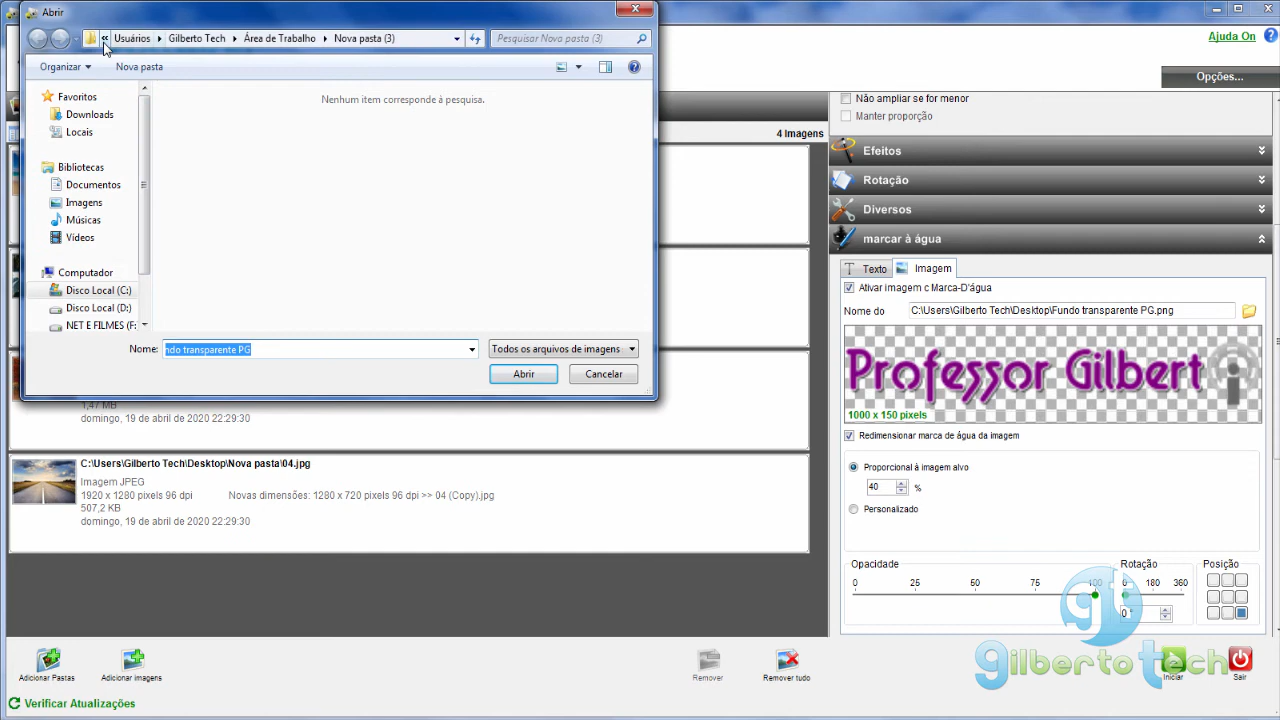 Abrir
« Usuários ▸ Gilberto Tech ▸ Área de Trabalho ▸ Nova pasta (3)
Pesquisar Nova pasta (3)
Organizar
Nova pasta
Nenhum item corresponde à pesquisa.
Favoritos
Downloads
Locais
Bibliotecas
Documentos
Imagens
Músicas
Vídeos
Computador
Disco Local (C:)
Disco Local (D:)
NET E FILMES (F:
Nome:
ndo transparente PG
Todos os arquivos de imagens
Abrir
Cancelar
Ajuda On
Opções...
4 Imagens
1,47 MB
domingo, 19 de abril de 2020 22:29:30
C:\Users\Gilberto Tech\Desktop\Nova pasta\04.jpg
Imagem JPEG
1920 x 1280 pixels 96 dpi
Novas dimensões: 1280 x 720 pixels 96 dpi >> 04 (Copy).jpg
507,2 KB
domingo, 19 de abril de 2020 22:29:30
Não ampliar se for menor
Manter proporção
Efeitos
Rotação
Diversos
marcar à água
Texto
Imagem
Ativar imagem c Marca-D'água
Nome do
C:\Users\Gilberto Tech\Desktop\Fundo transparente PG.png
Professor Gilbert
1000 x 150 pixels
Redimensionar marca de água da imagem
Proporcional à imagem alvo
40 %
Personalizado
Opacidade
0 25 50 75 100
Rotação
0 180 360
0 °
Posição
Adicionar Pastas
Adicionar imagens
Remover
Remover tudo
Iniciar
Sair
Verificar Atualizações
gt
gilberto tech